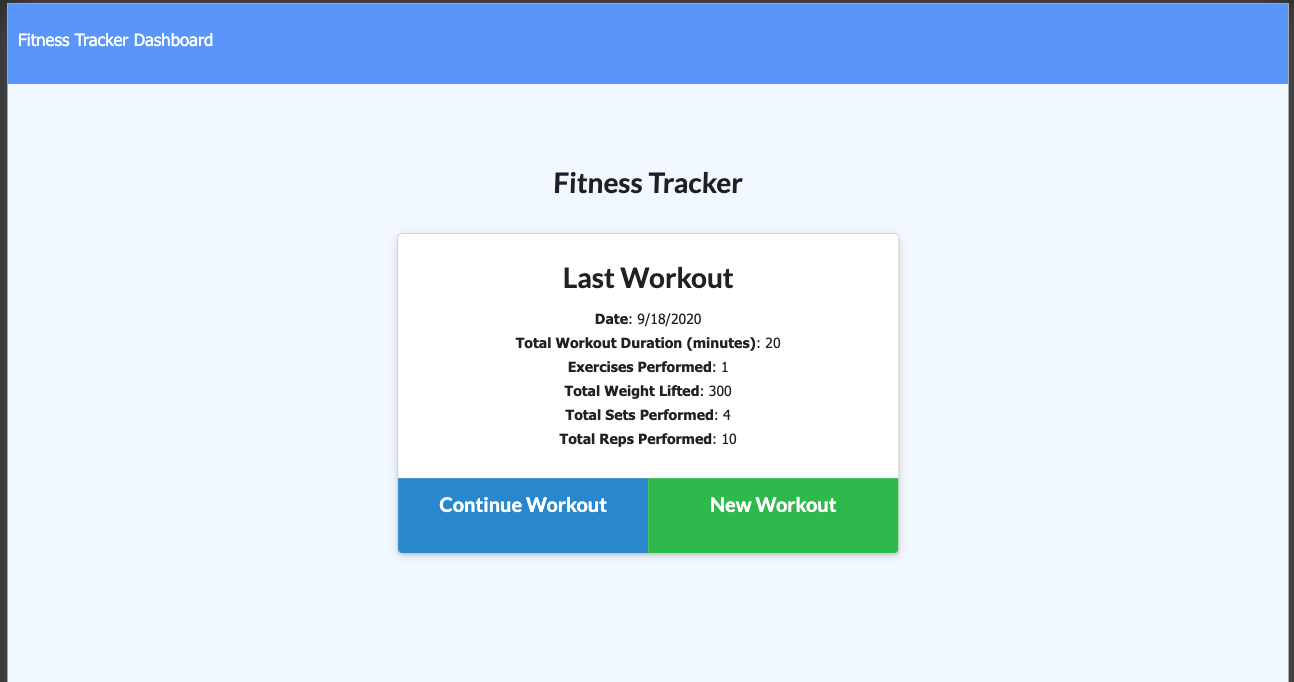 Fitness Tracker Dashboard
Fitness Tracker
Last Workout
Date: 9/18/2020
Total Workout Duration (minutes): 20
Exercises Performed: 1
Total Weight Lifted: 300
Total Sets Performed: 4
Total Reps Performed: 10
Continue Workout
New Workout